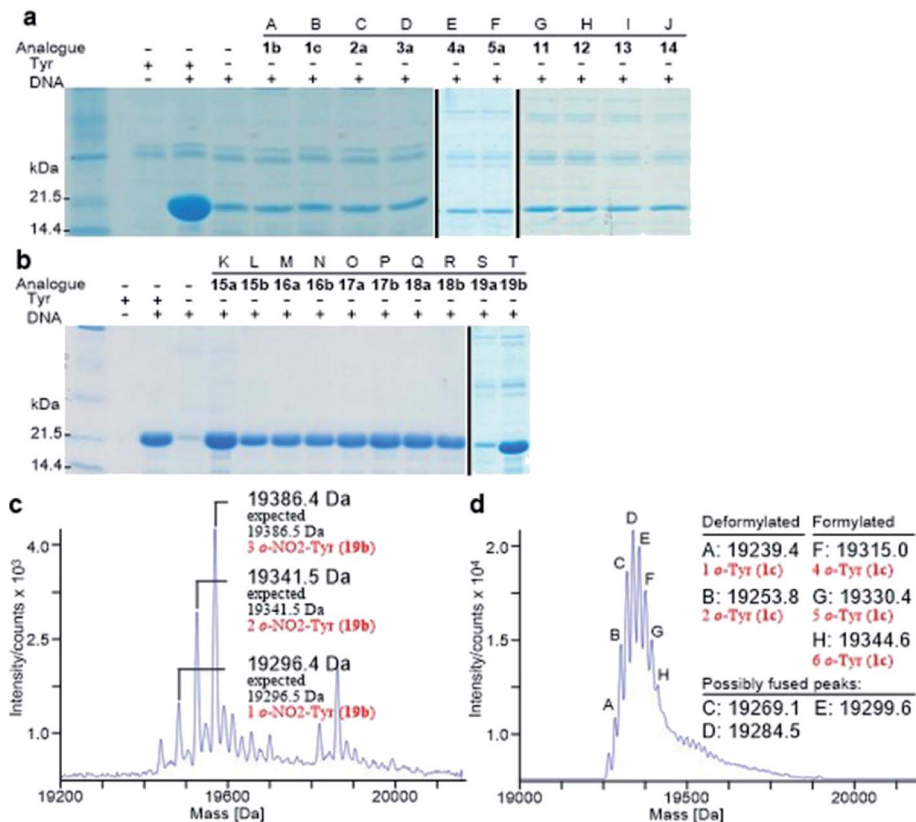 a
A B C D E F G H I J
Analogue - - - 1b 1c 2a 3a 4a 5a 11 12 13 14
Tyr + + - - - - - - - - - - -
DNA - + + + + + + + + + + + +
kDa
21.5
14.4
b
K L M N O P Q R S T
Analogue - - - 15a 15b 16a 16b 17a 17b 18a 18b 19a 19b
Tyr + + - - - - - - - - - - -
DNA - + + + + + + + + + + + +
kDa
21.5
14.4
c
19386.4 Da
expected
19386.5 Da
3 o-NO2-Tyr (19b)
19341.5 Da
expected
19341.5 Da
2 o-NO2-Tyr (19b)
19296.4 Da
expected
19296.5 Da
1 o-NO2-Tyr (19b)
Intensity/counts x 10³
4.0
2.5
1.0
19200 19600 20000
Mass [Da]
d
Intensity/counts x 10⁴
2.0
1.5
1.0
A
B
C
D
E
F
G
H
19000 19500 20000
Mass [Da]
Deformylated Formylated
A: 19239.4 F: 19315.0
1 o-Tyr (1c) 4 o-Tyr (1c)
B: 19253.8 G: 19330.4
2 o-Tyr (1c) 5 o-Tyr (1c)
H: 19344.6
6 o-Tyr (1c)
Possibly fused peaks:
C: 19269.1 E: 19299.6
D: 19284.5